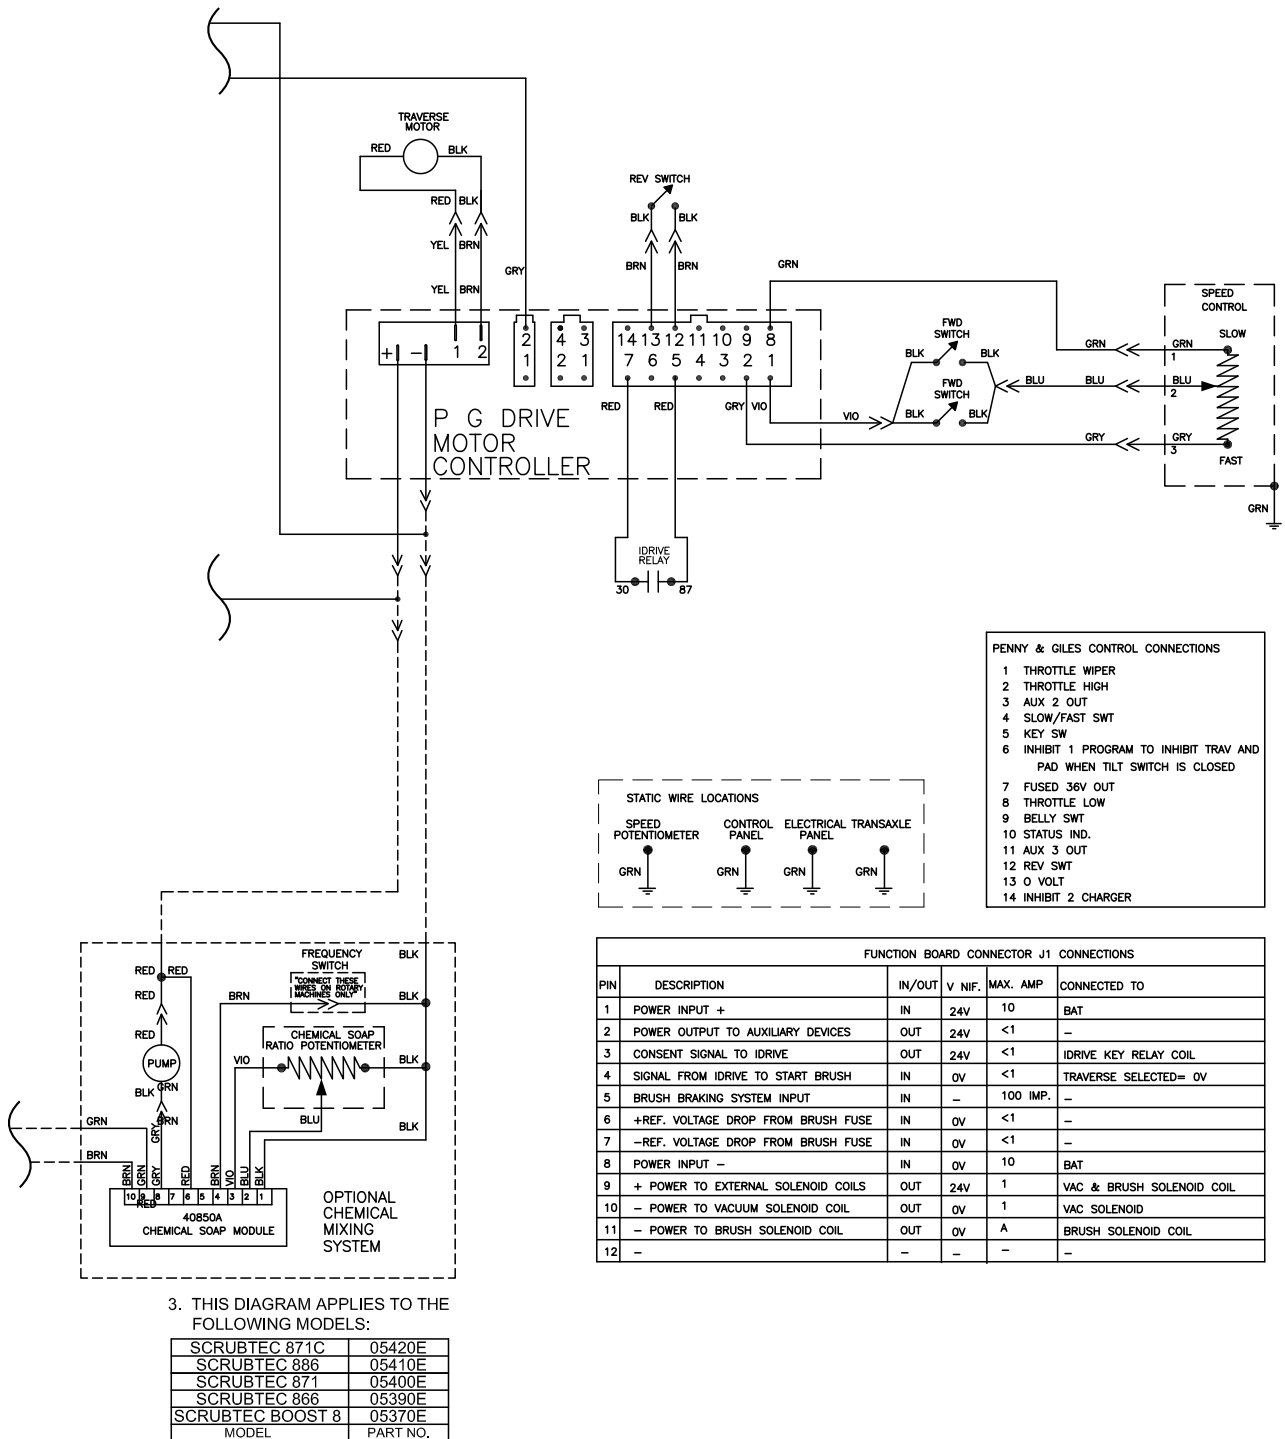 TRAVERSE
MOTOR
RED BLK
RED BLK
YEL BRN
YEL BRN
GRY
REV SWITCH
BLK BLK
BRN BRN
GRN
+ - 1 2
2
1
4 3
2 1
14 13 12 11 10 9 8
7 6 5 4 3 2 1
P G DRIVE
MOTOR
CONTROLLER
RED RED GRY VIO
IDRIVE
RELAY
30 87
FWD
SWITCH
BLK BLK
FWD
SWITCH
VIO BLK BLK
BLU BLU BLU
2
GRN GRN
1
GRY GRY
3
SPEED
CONTROL
SLOW
FAST
GRN
PENNY & GILES CONTROL CONNECTIONS
1 THROTTLE WIPER
2 THROTTLE HIGH
3 AUX 2 OUT
4 SLOW/FAST SWT
5 KEY SW
6 INHIBIT 1 PROGRAM TO INHIBIT TRAV AND
PAD WHEN TILT SWITCH IS CLOSED
7 FUSED 36V OUT
8 THROTTLE LOW
9 BELLY SWT
10 STATUS IND.
11 AUX 3 OUT
12 REV SWT
13 O VOLT
14 INHIBIT 2 CHARGER
STATIC WIRE LOCATIONS
SPEED
POTENTIOMETER
CONTROL
PANEL
ELECTRICAL
PANEL
TRANSAXLE
GRN GRN GRN GRN
FUNCTION BOARD CONNECTOR J1 CONNECTIONS
PIN DESCRIPTION IN/OUT V NIF. MAX. AMP CONNECTED TO
1 POWER INPUT + IN 24V 10 BAT
2 POWER OUTPUT TO AUXILIARY DEVICES OUT 24V <1 –
3 CONSENT SIGNAL TO IDRIVE OUT 24V <1 IDRIVE KEY RELAY COIL
4 SIGNAL FROM IDRIVE TO START BRUSH IN 0V <1 TRAVERSE SELECTED= 0V
5 BRUSH BRAKING SYSTEM INPUT IN – 100 IMP. –
6 +REF. VOLTAGE DROP FROM BRUSH FUSE IN 0V <1 –
7 –REF. VOLTAGE DROP FROM BRUSH FUSE IN 0V <1 –
8 POWER INPUT – IN 0V 10 BAT
9 + POWER TO EXTERNAL SOLENOID COILS OUT 24V 1 VAC & BRUSH SOLENOID COIL
10 – POWER TO VACUUM SOLENOID COIL OUT 0V 1 VAC SOLENOID
11 – POWER TO BRUSH SOLENOID COIL OUT 0V A BRUSH SOLENOID COIL
12 – – – – –
FREQUENCY
SWITCH
"CONNECT THESE
WIRES ON ROTARY
MACHINES ONLY"
BLK
RED RED
RED
BRN BLK
RED
CHEMICAL SOAP
RATIO POTENTIOMETER
PUMP
VIO BLK
BLK GRN
BLU
BLK
GRY BRN
GRN
BRN
BRN GRN GRY RED BRN VIO BLU BLK
10 9 8 7 6 5 4 3 2 1
RED
40850A
CHEMICAL SOAP MODULE
OPTIONAL
CHEMICAL
MIXING
SYSTEM
3. THIS DIAGRAM APPLIES TO THE
FOLLOWING MODELS:
SCRUBTEC 871C 05420E
SCRUBTEC 886 05410E
SCRUBTEC 871 05400E
SCRUBTEC 866 05390E
SCRUBTEC BOOST 8 05370E
MODEL PART NO.